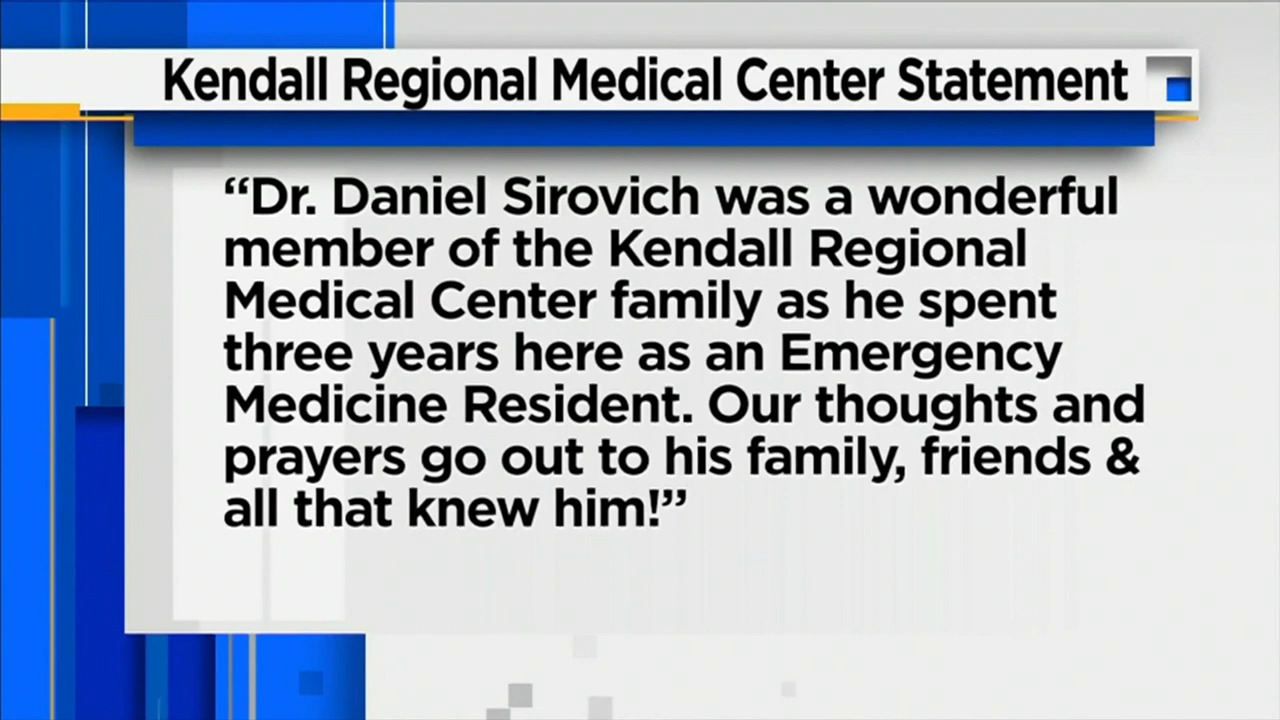 Kendall Regional Medical Center Statement
“Dr. Daniel Sirovich was a wonderful
member of the Kendall Regional
Medical Center family as he spent
three years here as an Emergency
Medicine Resident. Our thoughts and
prayers go out to his family, friends &
all that knew him!”